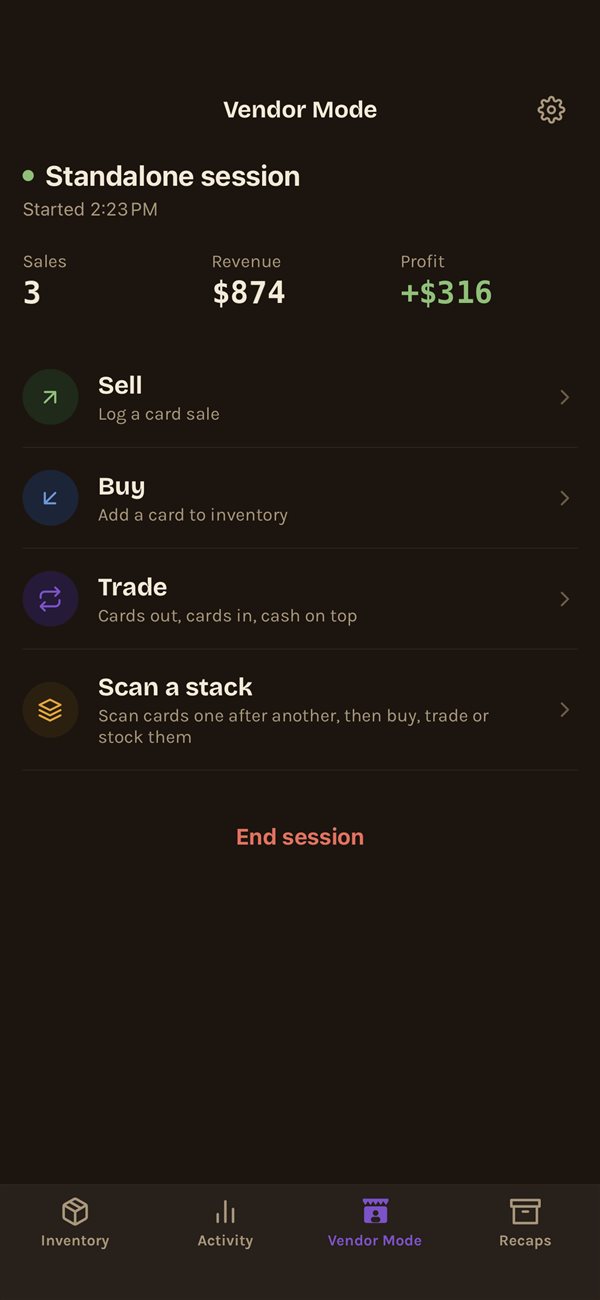 Vendor Mode
Standalone session
Started 2:23 PM
Sales
Revenue
Profit
3
$874
+$316
Sell
Log a card sale
Buy
Add a card to inventory
Trade
Cards out, cards in, cash on top
Scan a stack
Scan cards one after another, then buy, trade or
stock them
End session
Inventory
Activity
Vendor Mode
Recaps